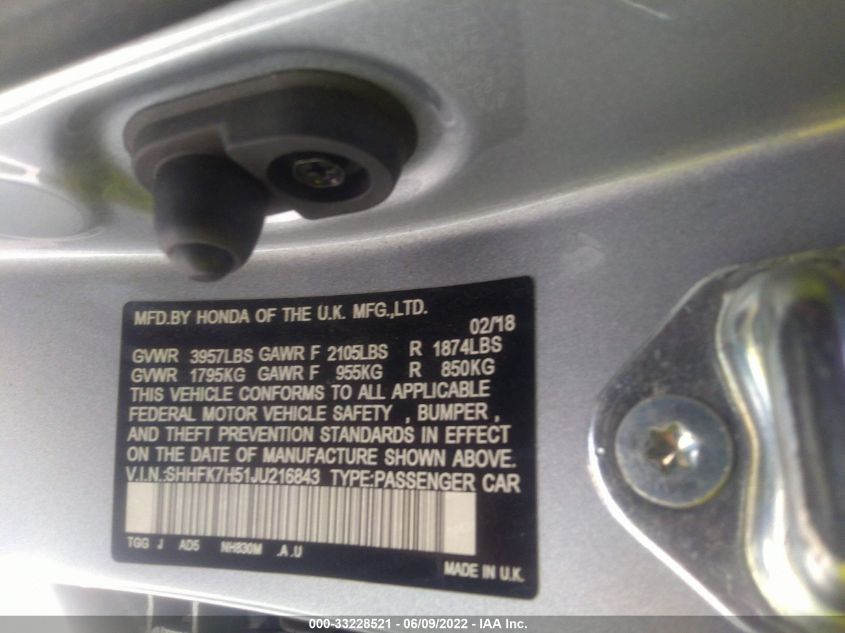 MFD.BY HONDA OF THE U.K. MFG.,LTD.
02/18
GVWR 3957LBS GAWR F 2105LBS R 1874LBS
GVWR 1795KG GAWR F 955KG R 850KG
THIS VEHICLE CONFORMS TO ALL APPLICABLE
FEDERAL MOTOR VEHICLE SAFETY , BUMPER ,
AND THEFT PREVENTION STANDARDS IN EFFECT
ON THE DATE OF MANUFACTURE SHOWN ABOVE.
V.I.N.:SHHFK7H51JU216843 TYPE:PASSENGER CAR
TGG J AD5 NH830M .A .U
MADE IN U.K.
000-33228521 - 06/09/2022 - IAA Inc.